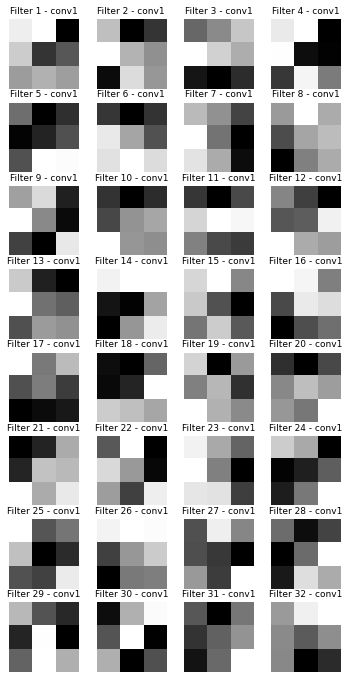 Filter 1 - conv1 Filter 2 - conv1 Filter 3 - conv1 Filter 4 - conv1
Filter 5 - conv1 Filter 6 - conv1 Filter 7 - conv1 Filter 8 - conv1
Filter 9 - conv1 Filter 10 - conv1 Filter 11 - conv1 Filter 12 - conv1
Filter 13 - conv1 Filter 14 - conv1 Filter 15 - conv1 Filter 16 - conv1
Filter 17 - conv1 Filter 18 - conv1 Filter 19 - conv1 Filter 20 - conv1
Filter 21 - conv1 Filter 22 - conv1 Filter 23 - conv1 Filter 24 - conv1
Filter 25 - conv1 Filter 26 - conv1 Filter 27 - conv1 Filter 28 - conv1
Filter 29 - conv1 Filter 30 - conv1 Filter 31 - conv1 Filter 32 - conv1